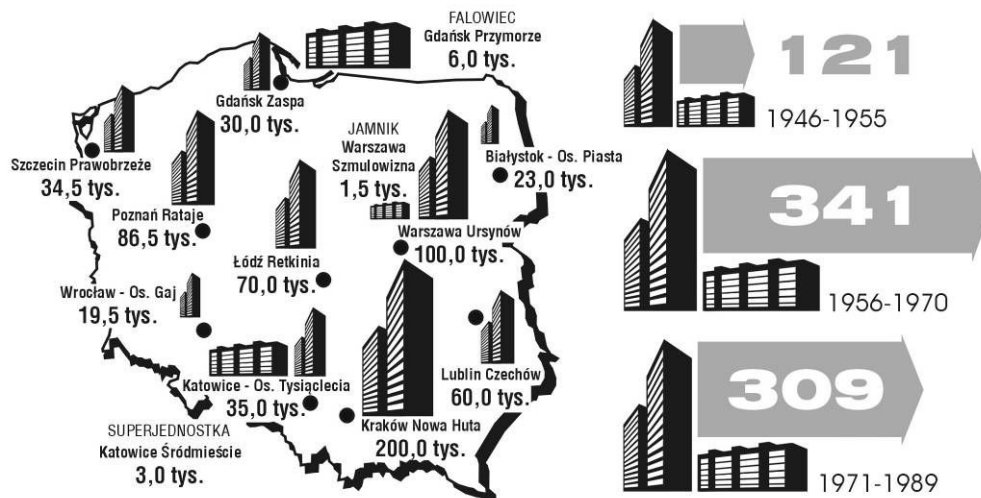 FALOWIEC
Gdańsk Przymorze
6,0 tys.
Gdańsk Zaspa
30,0 tys.
Szczecin Prawobrzeże
34,5 tys.
Poznań Rataje
86,5 tys.
JAMNIK
Warszawa
Szmulowizna
1,5 tys.
Białystok - Os. Piasta
23,0 tys.
Warszawa Ursynów
100,0 tys.
Łódź Retkinia
70,0 tys.
Wrocław - Os. Gaj
19,5 tys.
Katowice - Os. Tysiąclecia
35,0 tys.
Lublin Czechów
60,0 tys.
Kraków Nowa Huta
200,0 tys.
SUPERJEDNOSTKA
Katowice Śródmieście
3,0 tys.
121
1946-1955
341
1956-1970
309
1971-1989